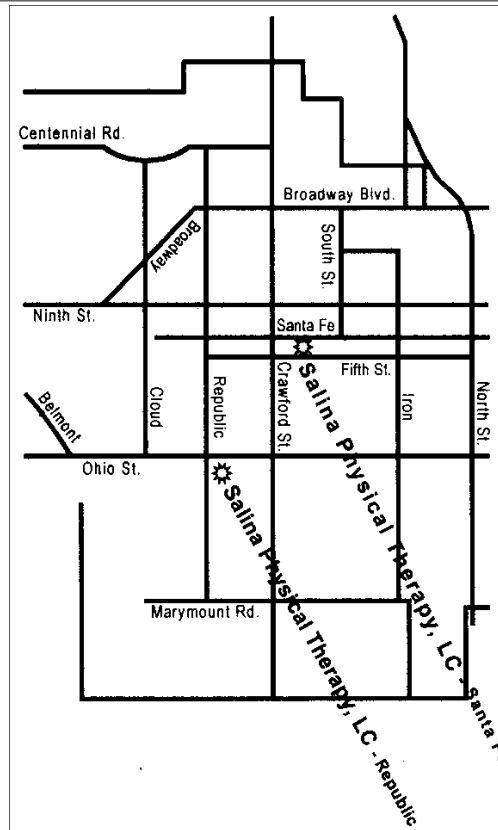 Centennial Rd.
Broadway Blvd.
Broadway
South St.
Ninth St.
Santa Fe
Fifth St.
Belmont
Cloud
Republic
Crawford St.
Iron
North St.
Ohio St.
Salina Physical Therapy, LC - Santa
Salina Physical Therapy, LC - Republic
Marymount Rd.